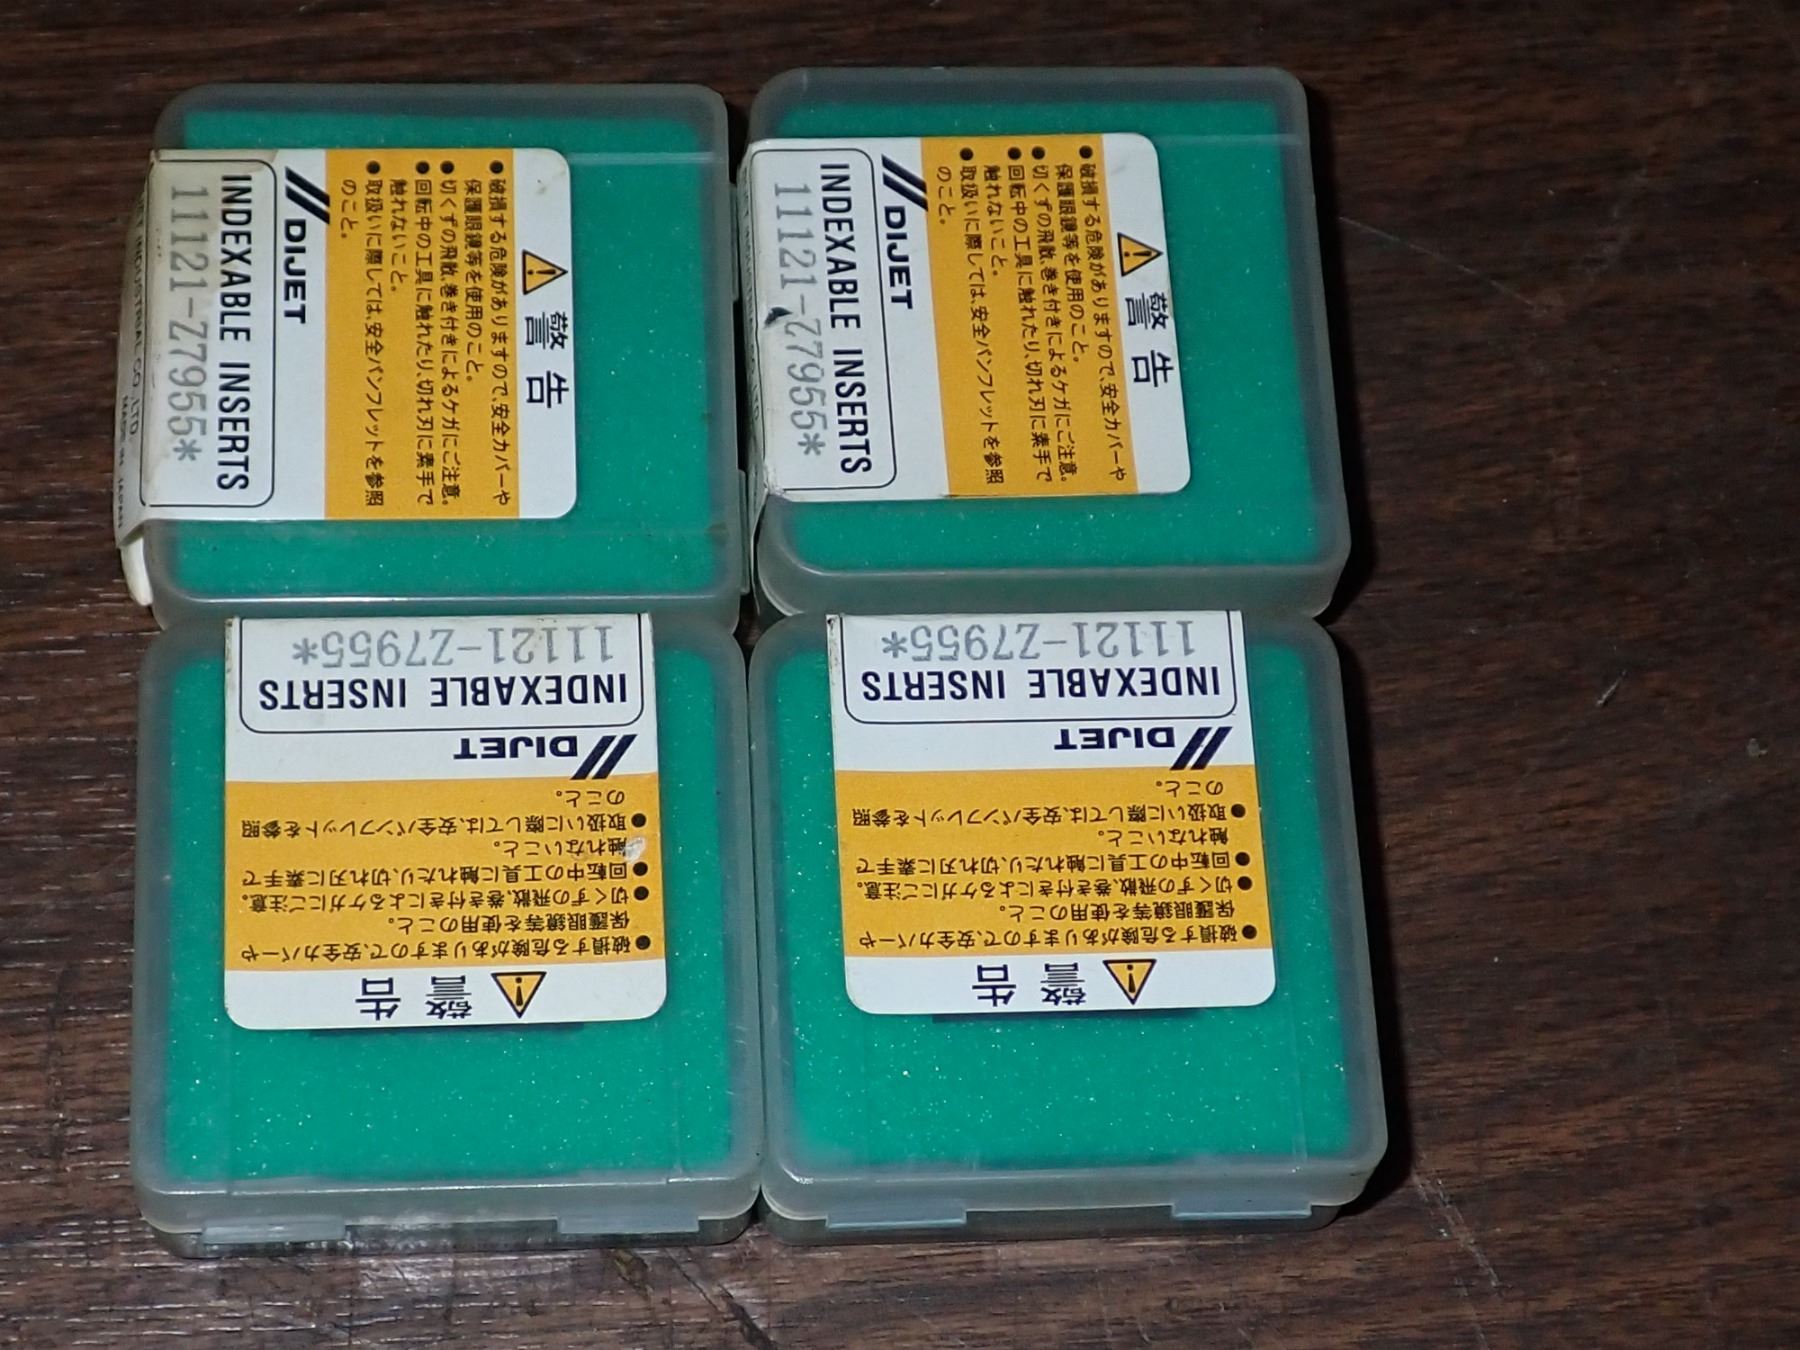 警告
●破損する危険がありますので、安全カバーや
保護眼鏡等を使用のこと。
●切くずの飛散、巻き付きによるケガにご注意。
●回転中の工具に触れたり、切れ刃に素手で
触れないこと。
●取扱いに際しては、安全パンフレットを参照
のこと。
DIJET
INDEXABLE INSERTS
11121-Z7955*
INDUSTRIAL CO.,LTD.
MADE IN JAPAN
警告
●破損する危険がありますので、安全カバーや
保護眼鏡等を使用のこと。
●切くずの飛散、巻き付きによるケガにご注意。
●回転中の工具に触れたり、切れ刃に素手で
触れないこと。
●取扱いに際しては、安全パンフレットを参照
のこと。
DIJET
INDEXABLE INSERTS
11121-Z7955*
警告
●破損する危険がありますので、安全カバーや
保護眼鏡等を使用のこと。
●切くずの飛散、巻き付きによるケガにご注意。
●回転中の工具に触れたり、切れ刃に素手で
触れないこと。
●取扱いに際しては、安全パンフレットを参照
のこと。
DIJET
INDEXABLE INSERTS
11121-Z7955*
警告
●破損する危険がありますので、安全カバーや
保護眼鏡等を使用のこと。
●切くずの飛散、巻き付きによるケガにご注意。
●回転中の工具に触れたり、切れ刃に素手で
触れないこと。
●取扱いに際しては、安全パンフレットを参照
のこと。
DIJET
INDEXABLE INSERTS
11121-Z7955*